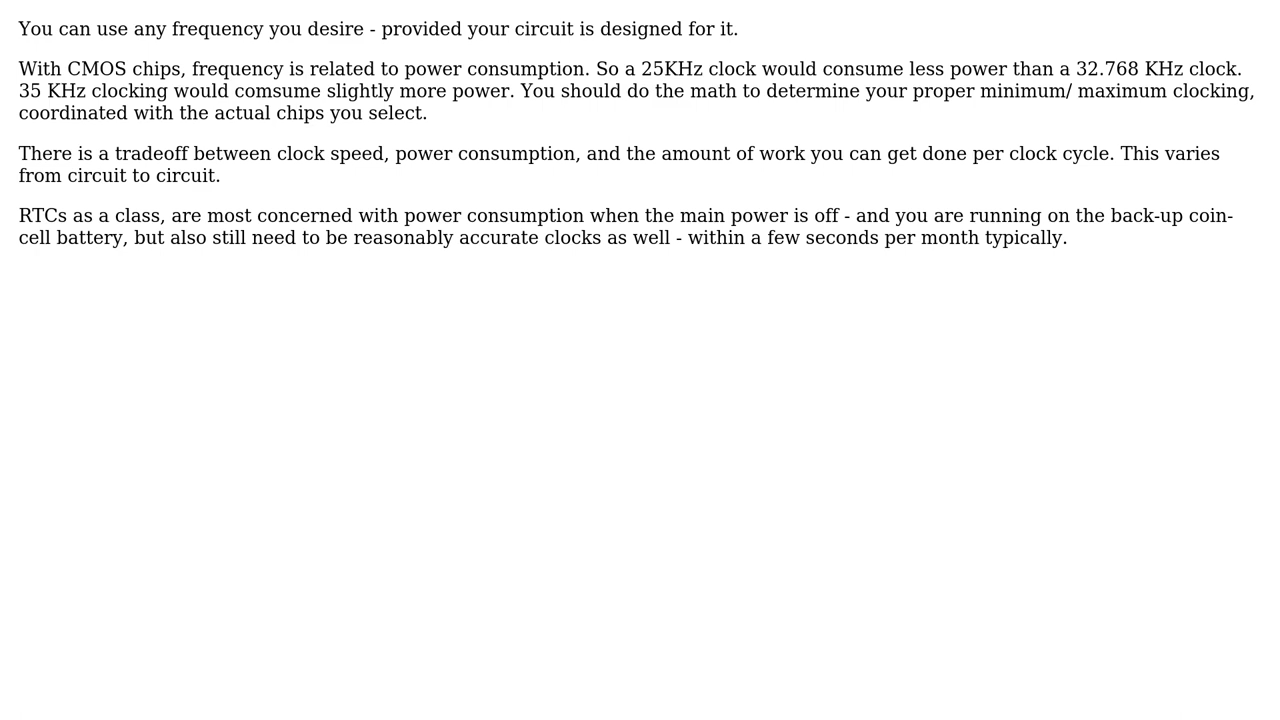 You can use any frequency you desire - provided your circuit is designed for it.
With CMOS chips, frequency is related to power consumption. So a 25KHz clock would consume less power than a 32.768 KHz clock.
35 KHz clocking would comsume slightly more power. You should do the math to determine your proper minimum/ maximum clocking,
coordinated with the actual chips you select.
There is a tradeoff between clock speed, power consumption, and the amount of work you can get done per clock cycle. This varies
from circuit to circuit.
RTCs as a class, are most concerned with power consumption when the main power is off - and you are running on the back-up coin-
cell battery, but also still need to be reasonably accurate clocks as well - within a few seconds per month typically.